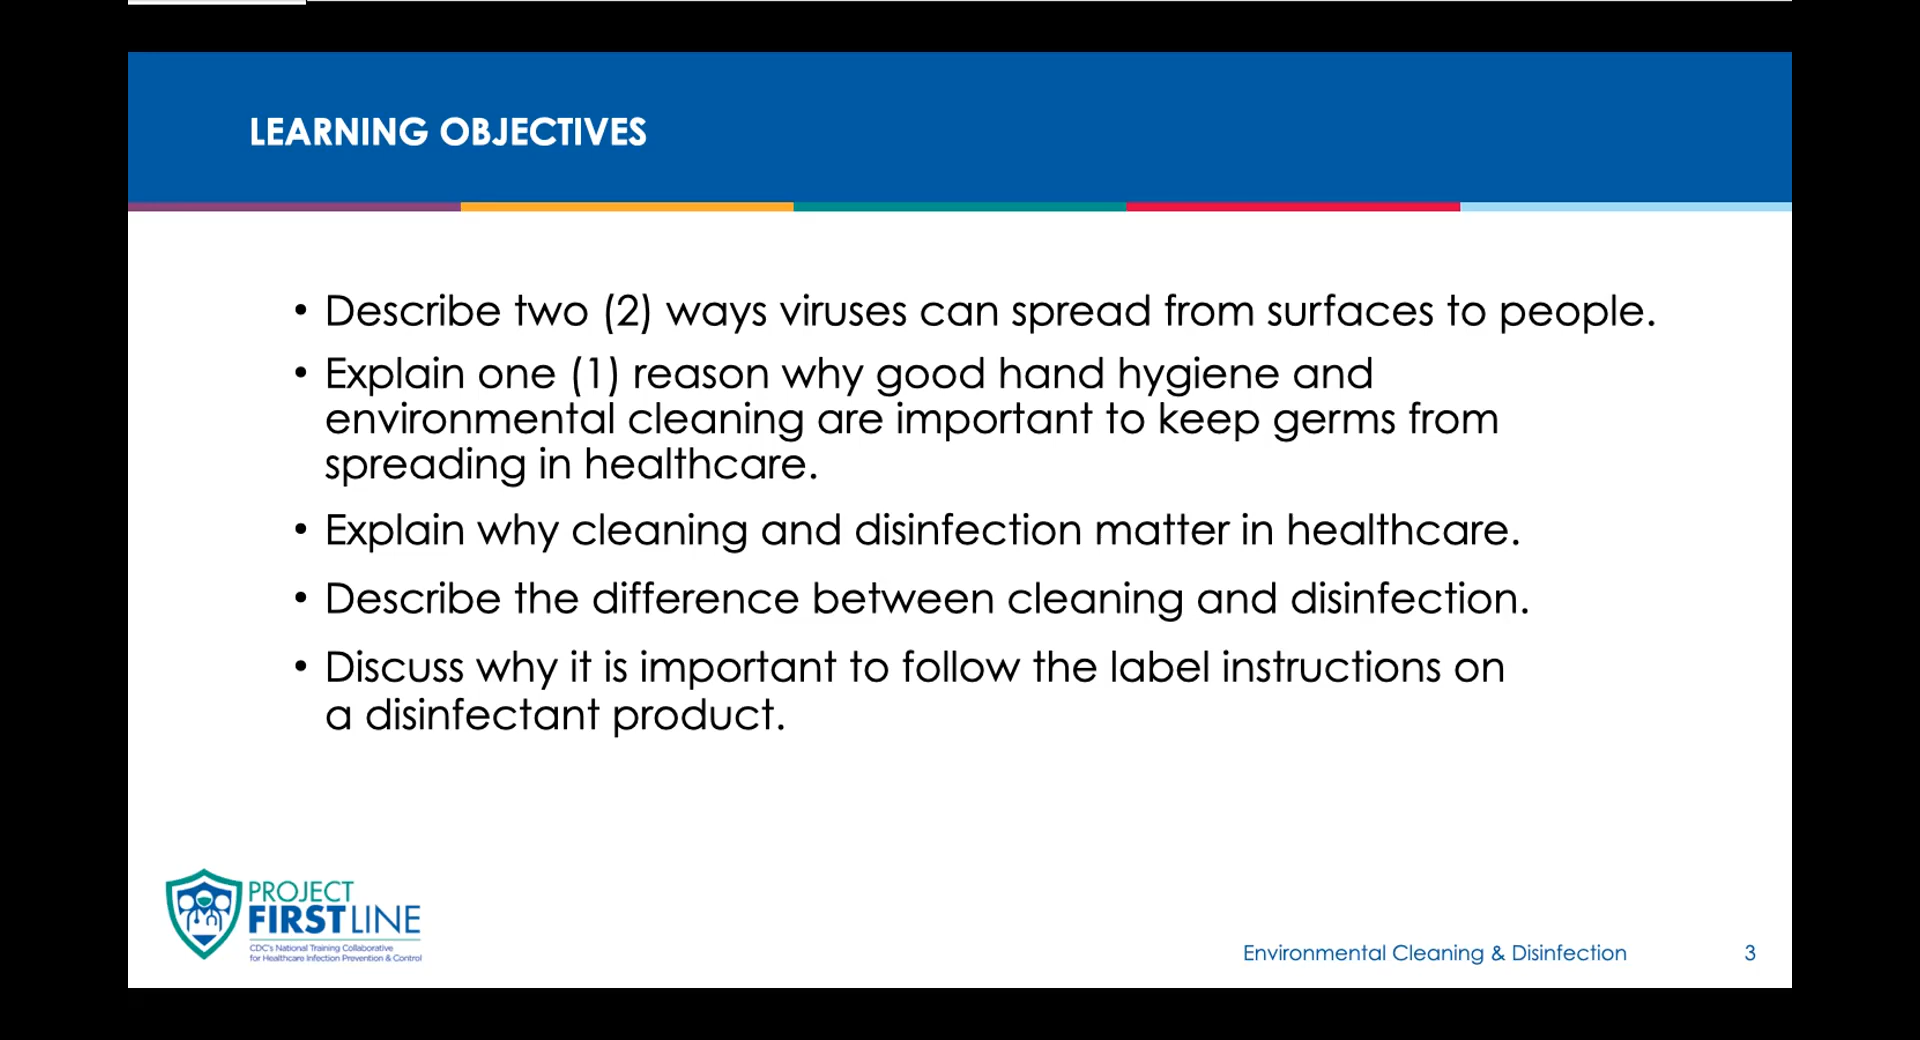 LEARNING OBJECTIVES
• Describe two (2) ways viruses can spread from surfaces to people.
• Explain one (1) reason why good hand hygiene and
environmental cleaning are important to keep germs from
spreading in healthcare.
• Explain why cleaning and disinfection matter in healthcare.
• Describe the difference between cleaning and disinfection.
• Discuss why it is important to follow the label instructions on
a disinfectant product.
PROJECT
FIRSTLINE
CDC's National Training Collaborative
for Healthcare Infection Prevention & Control
Environmental Cleaning & Disinfection 3